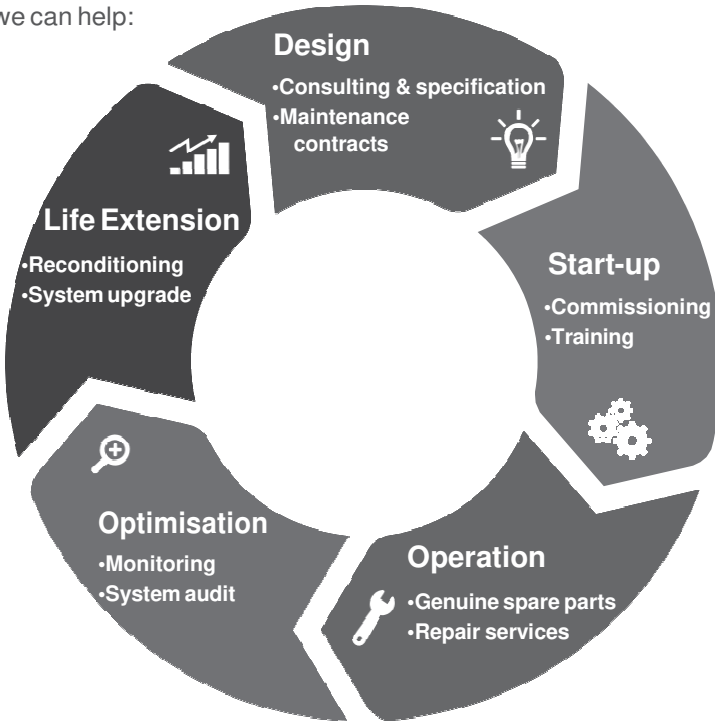 we can help:
Design
•Consulting & specification
•Maintenance
contracts
Start-up
•Commissioning
•Training
Operation
•Genuine spare parts
•Repair services
Optimisation
•Monitoring
•System audit
Life Extension
•Reconditioning
•System upgrade